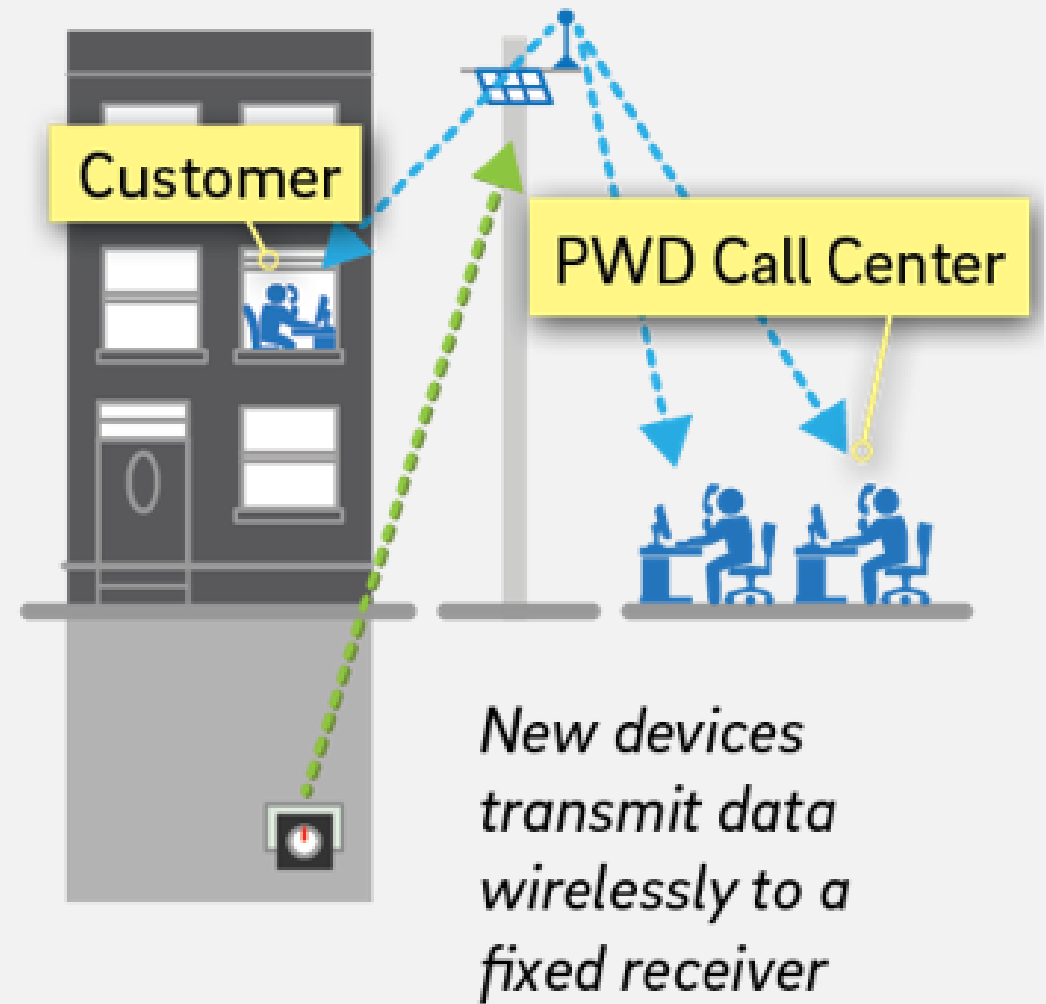 Customer
PWD Call Center
New devices
transmit data
wirelessly to a
fixed receiver